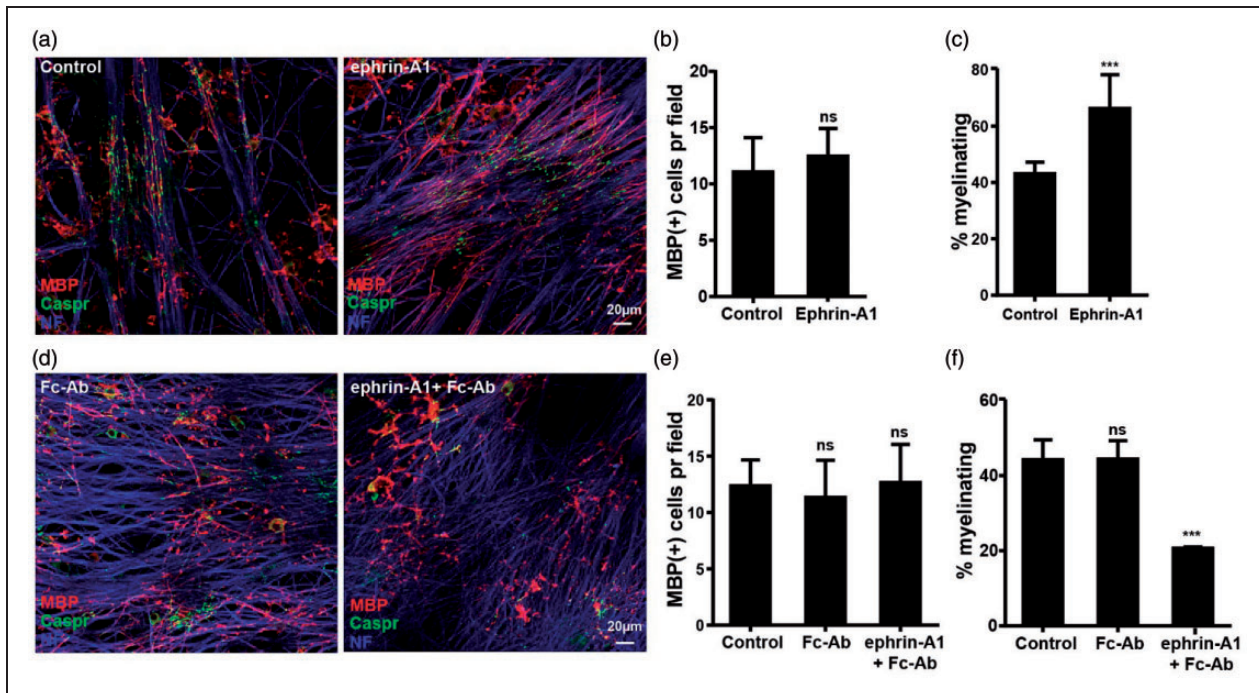 (a)
Control
MBP
Caspr
NF
ephrin-A1
MBP
Caspr
NF
20µm
(b)
MBP(+) cells pr field
20
15
10
5
0
ns
Control Ephrin-A1
(c)
% myelinating
80
60
40
20
0
***
Control Ephrin-A1
(d)
Fc-Ab
MBP
Caspr
NF
ephrin-A1+ Fc-Ab
MBP
Caspr
NF
20µm
(e)
MBP(+) cells pr field
20
15
10
5
0
ns
ns
Control Fc-Ab ephrin-A1
+ Fc-Ab
(f)
% myelinating
60
40
20
0
ns
***
Control Fc-Ab ephrin-A1
+ Fc-Ab